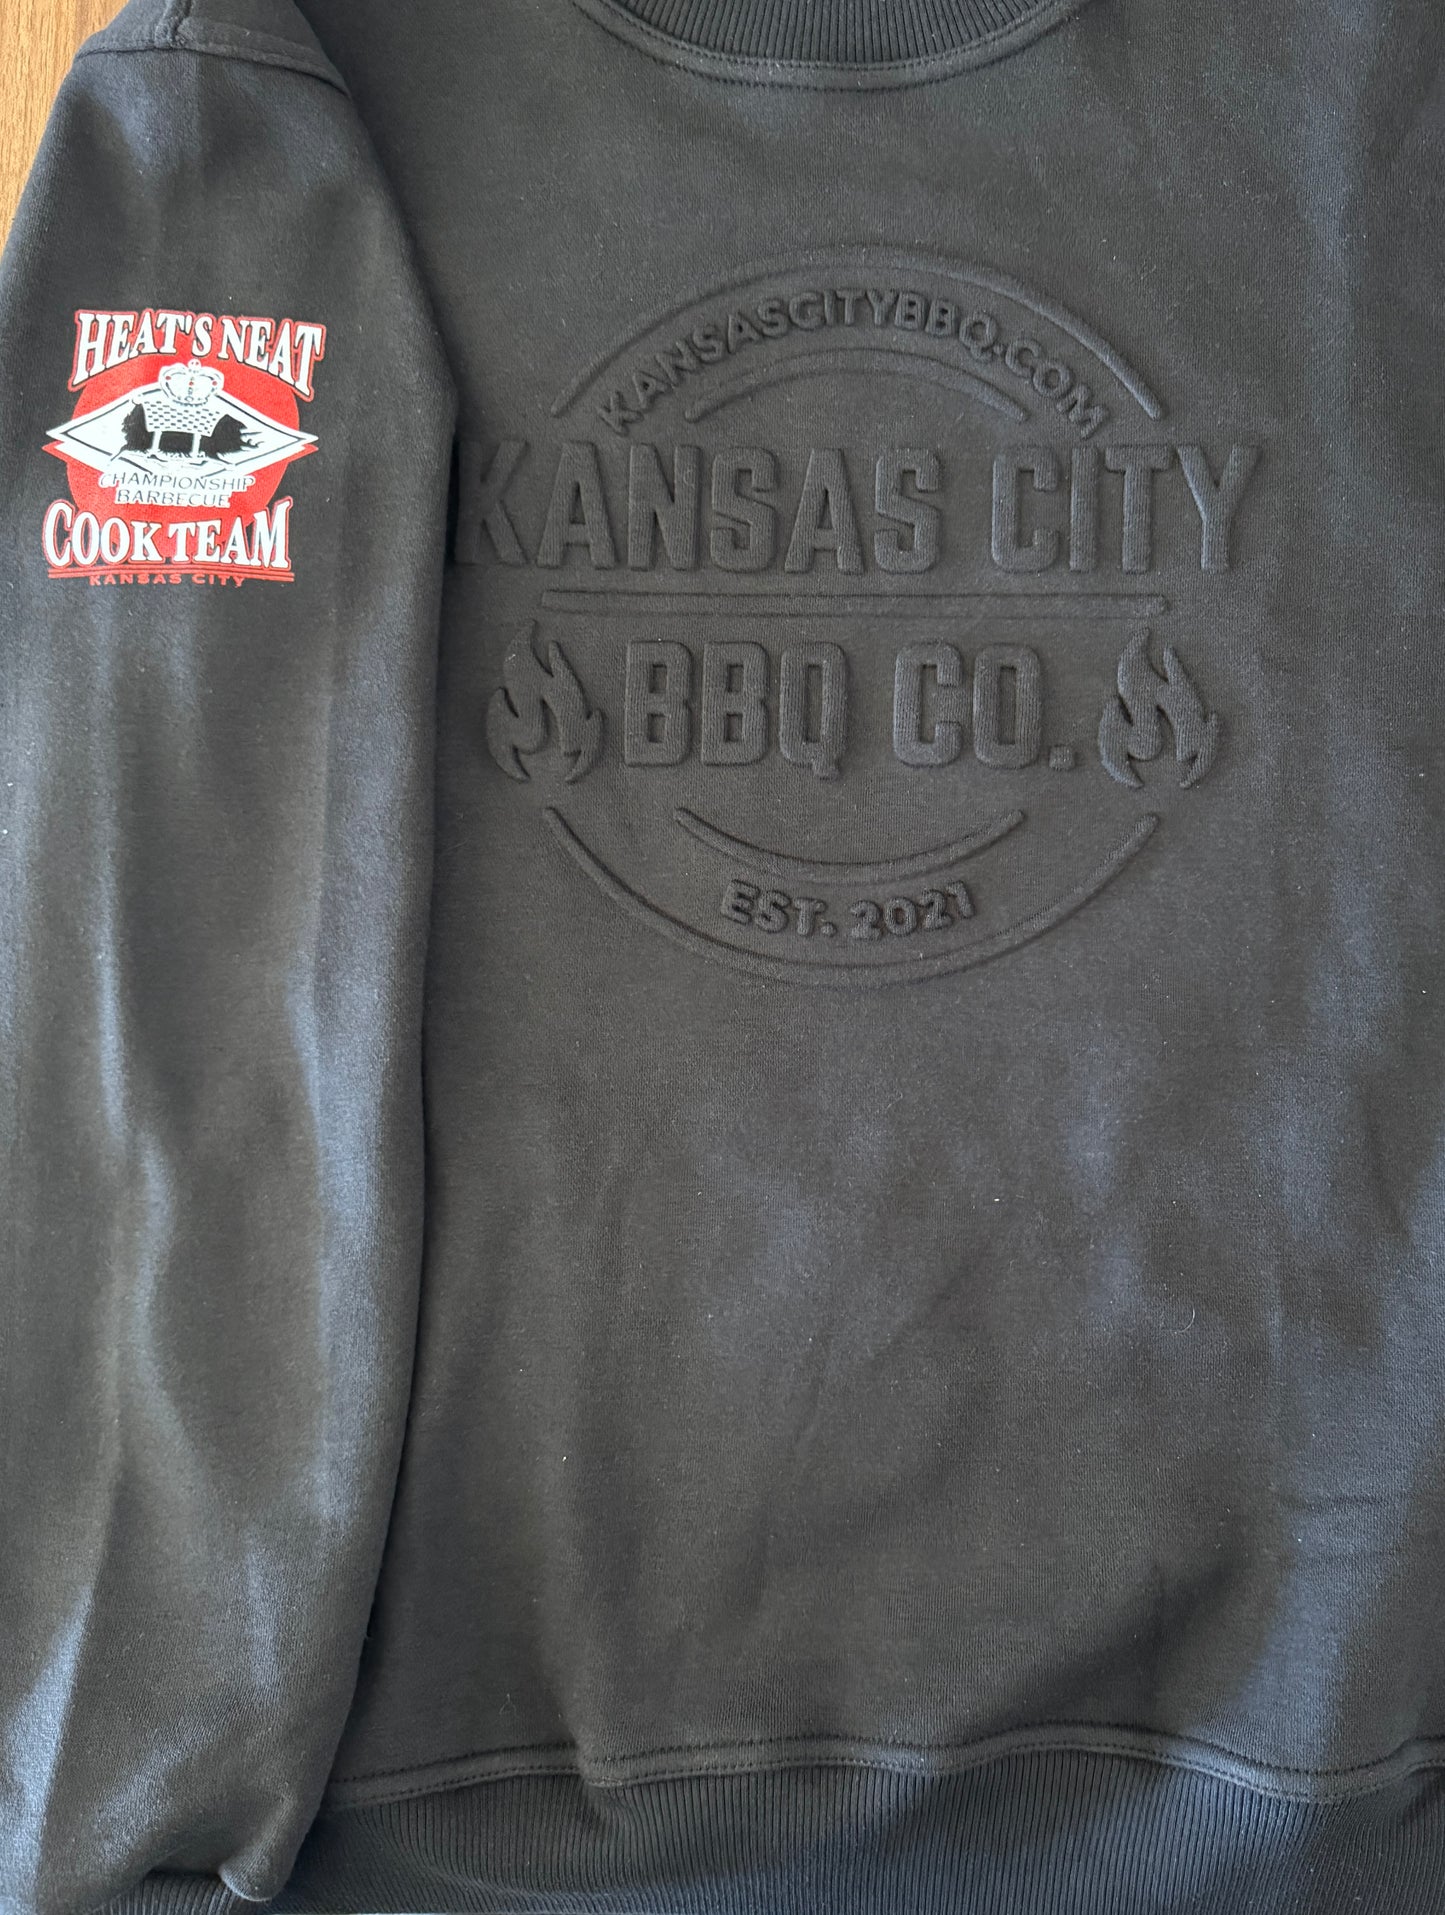 HEAT'S NEAT
CHAMPIONSHIP
BARBECUE
COOK TEAM
KANSAS CITY
KANSASCITYBBQ.COM
KANSAS CITY
BBQ CO.
EST. 2021